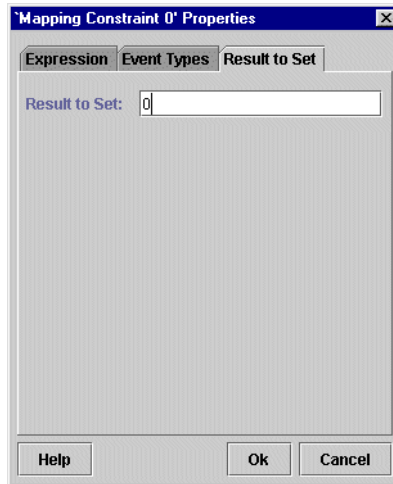 `Mapping Constraint 0' Properties
Expression Event Types Result to Set
Result to Set: 0
Help Ok Cancel